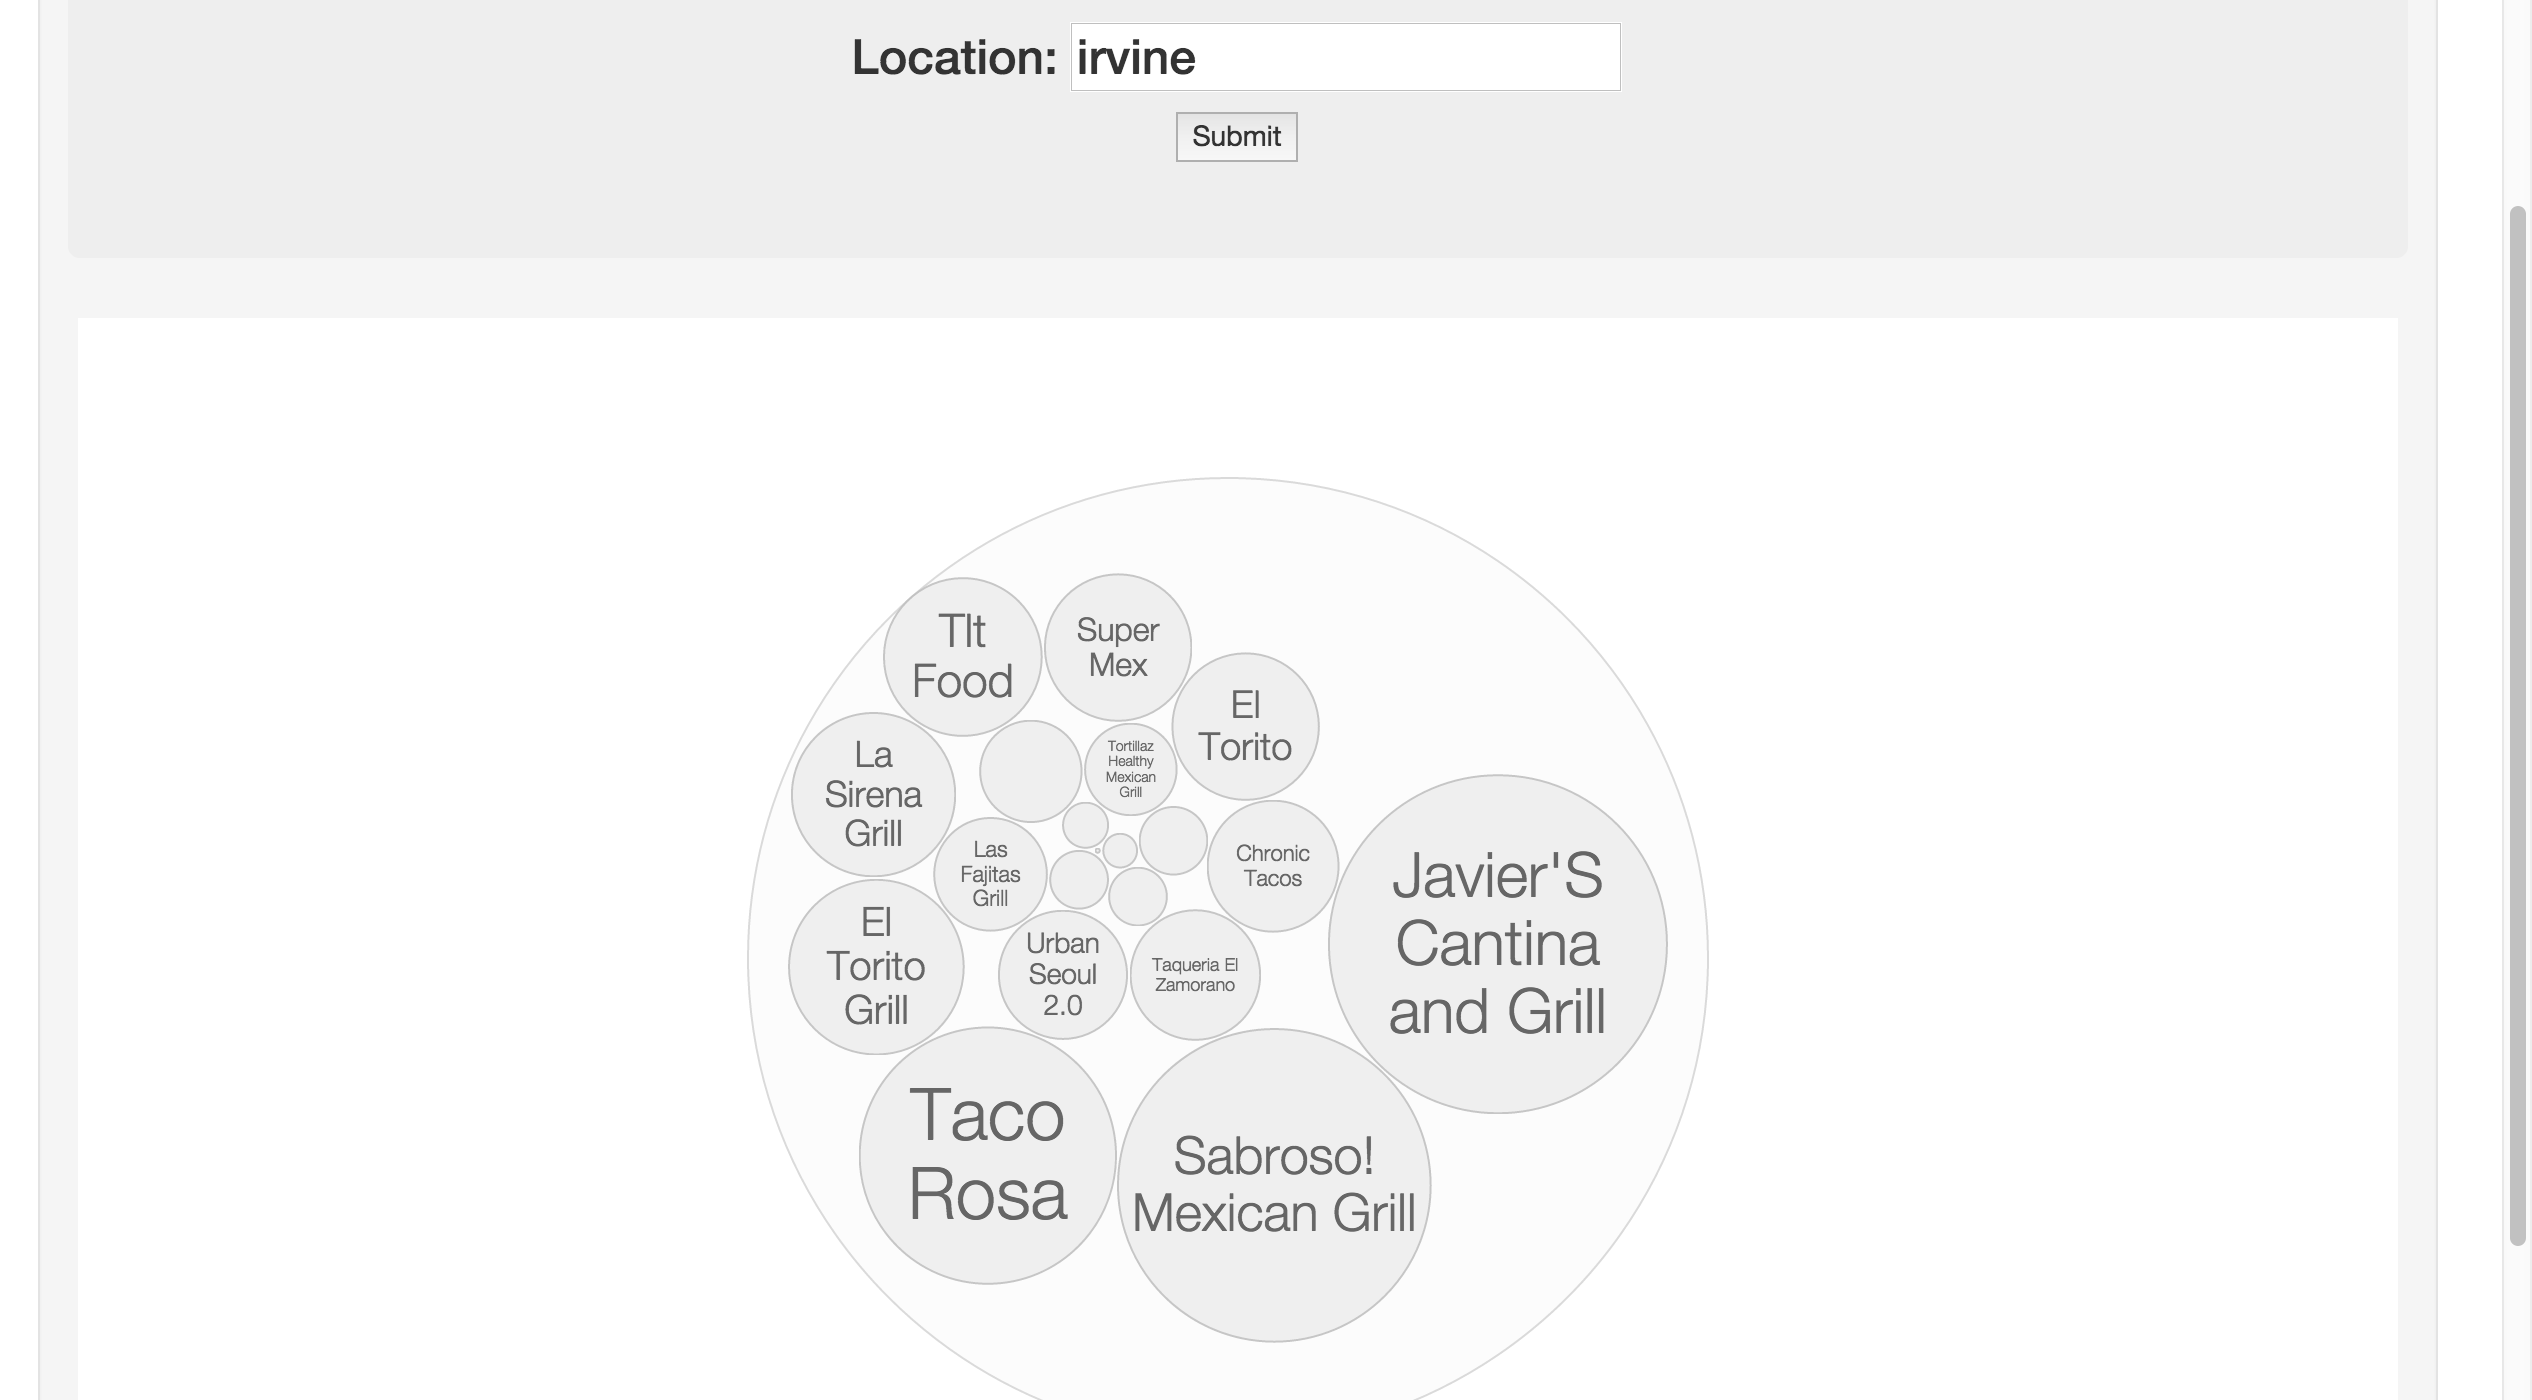 Location: irvine
Submit
Tlt
Food
Super
Mex
El
Torito
La
Sirena
Grill
Tortillaz
Healthy
Mexican
Grill
Las
Fajitas
Grill
Chronic
Tacos
Javier'S
Cantina
and Grill
El
Torito
Grill
Urban
Seoul
2.0
Taqueria El
Zamorano
Taco
Rosa
Sabroso!
Mexican Grill